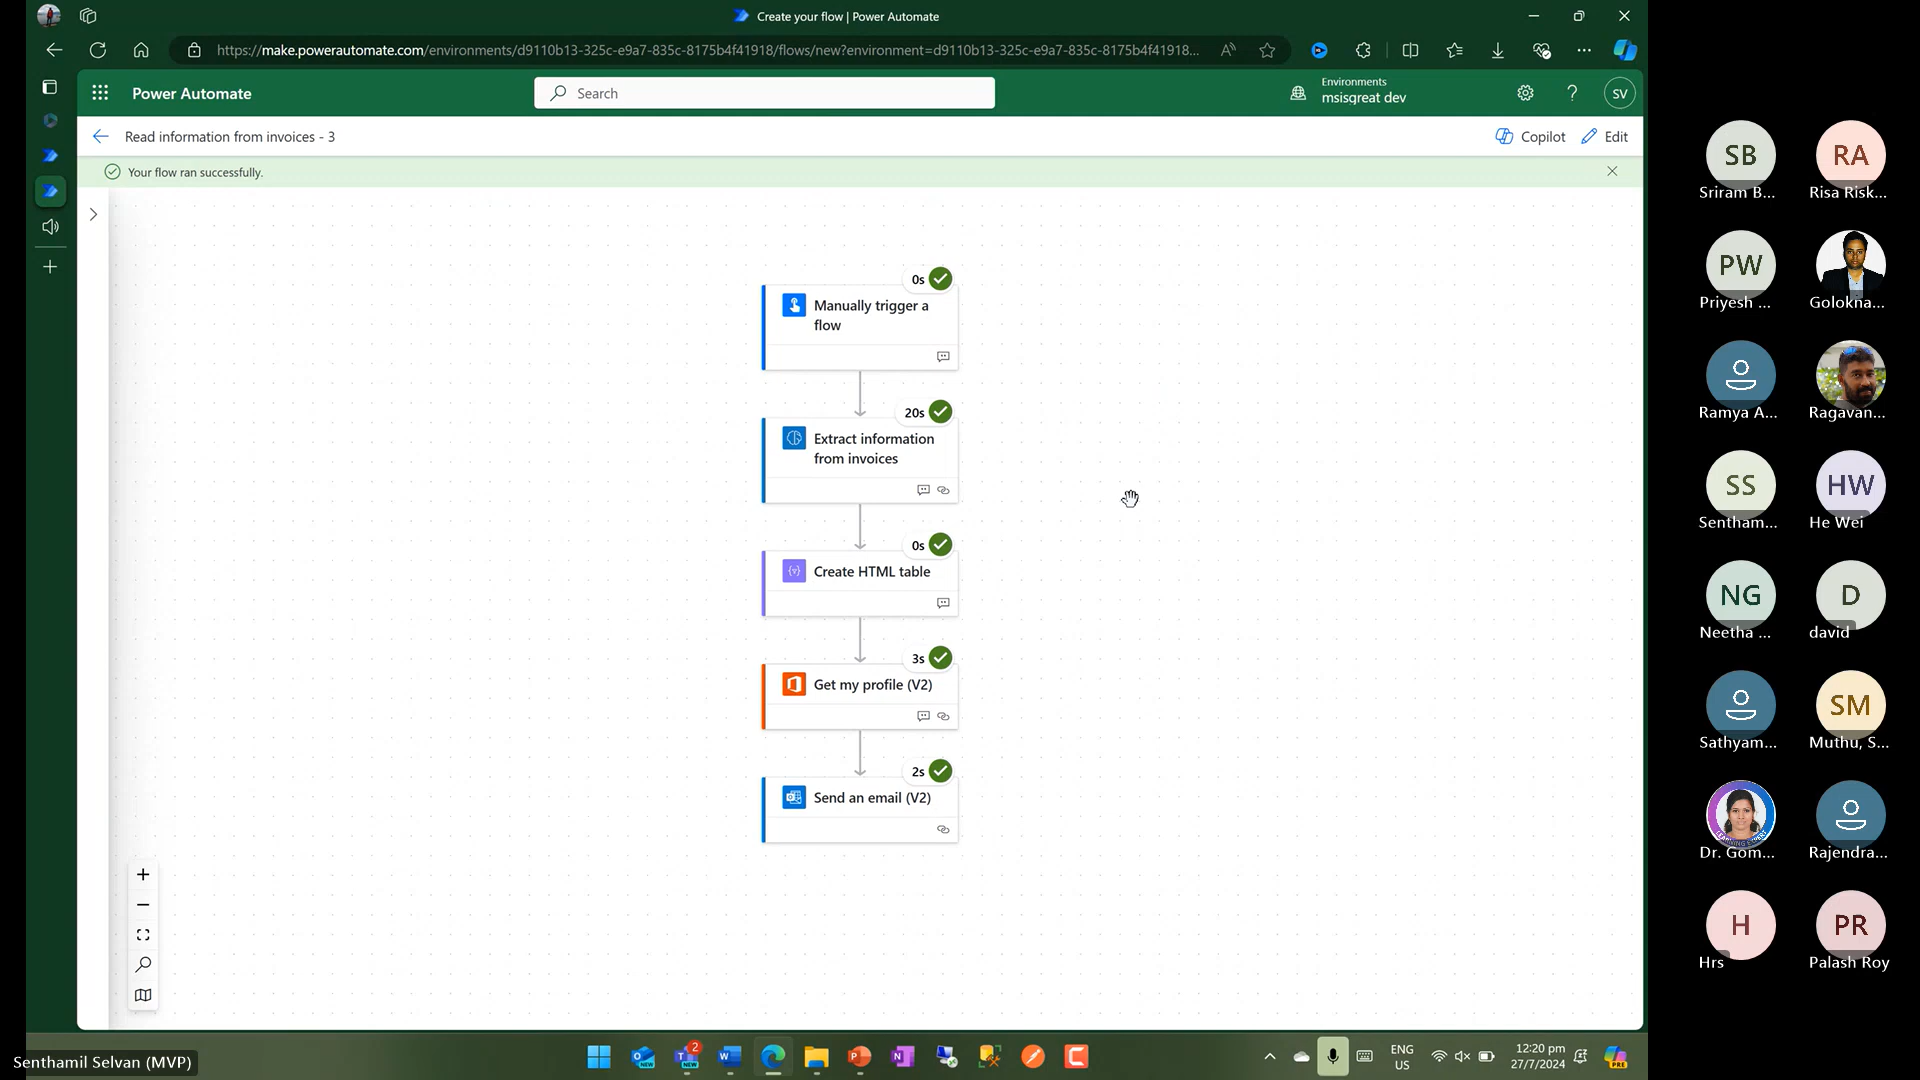 Create your flow | Power Automate
https://make.powerautomate.com/environments/d9110b13-325c-e9a7-835c-8175b4f41918/flows/new?environment=d9110b13-325c-e9a7-835c-8175b4f41918...
Power Automate
Search
Environments
msisgreat dev
SV
Read information from invoices - 3
Copilot
Edit
Your flow ran successfully.
0s
Manually trigger a
flow
20s
Extract information
from invoices
0s
Create HTML table
3s
Get my profile (V2)
2s
Send an email (V2)
SB
Sriram B...
RA
Risa Risk...
PW
Priyesh ...
Golokna...
Ramya A...
Ragavan...
SS
Sentham...
HW
He Wei
NG
Neetha ...
D
david
Sathyam...
SM
Muthu, S...
Dr. Gom...
Rajendra...
H
Hrs
PR
Palash Roy
Senthamil Selvan (MVP)
NEW
2
NEW
ENG
US
12:20 pm
27/7/2024
PRE